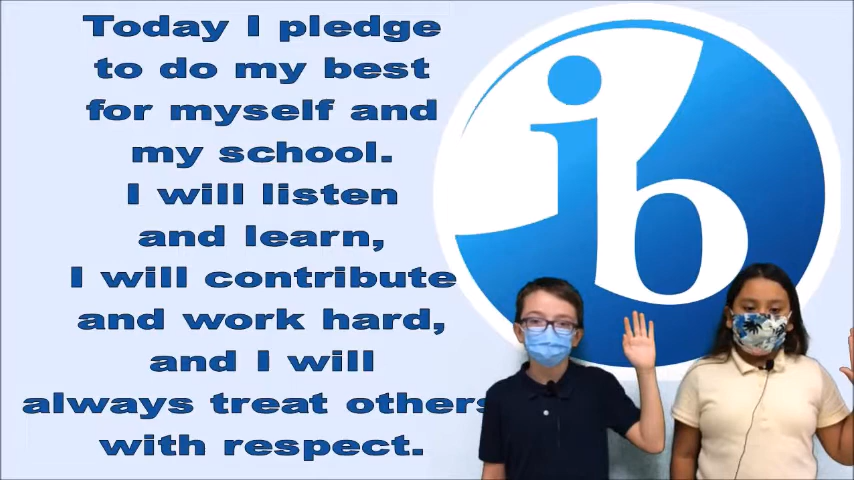 Today I pledge
to do my best
for myself and
my school.
I will listen
and learn,
I will contribute
and work hard,
and I will
always treat others
with respect.
ib